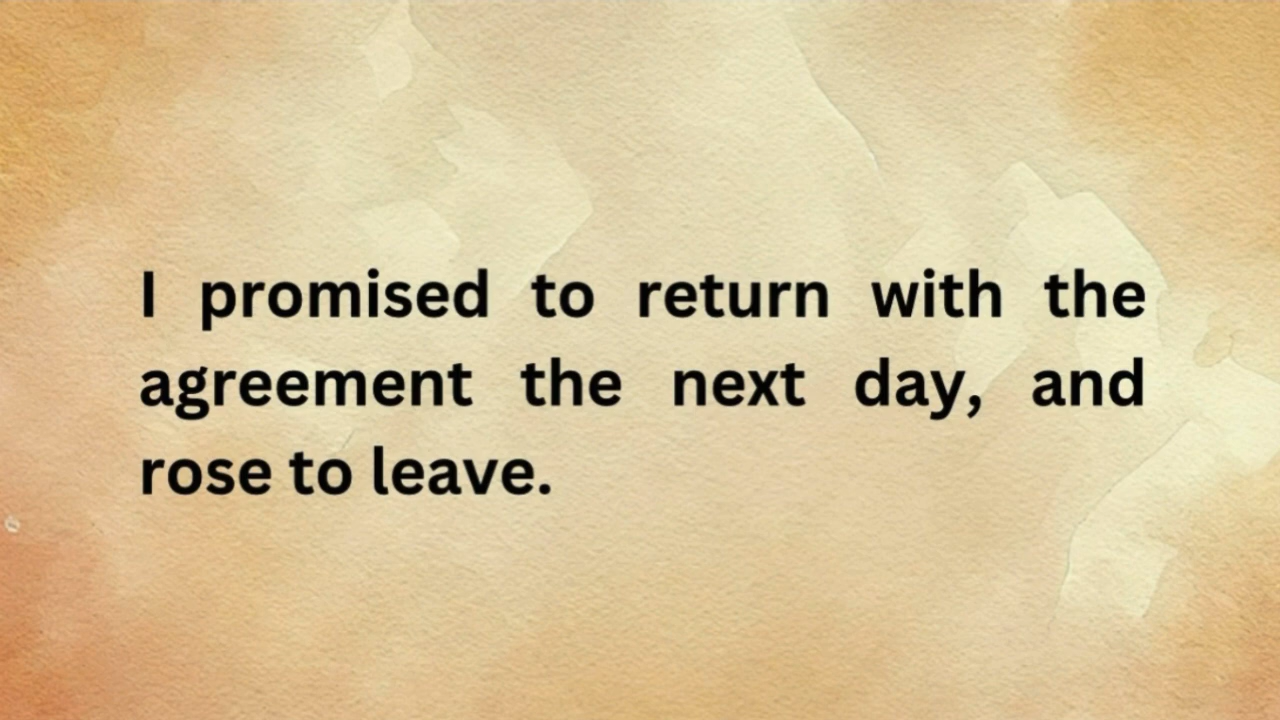 I promised to return with the
agreement the next day, and
rose to leave.